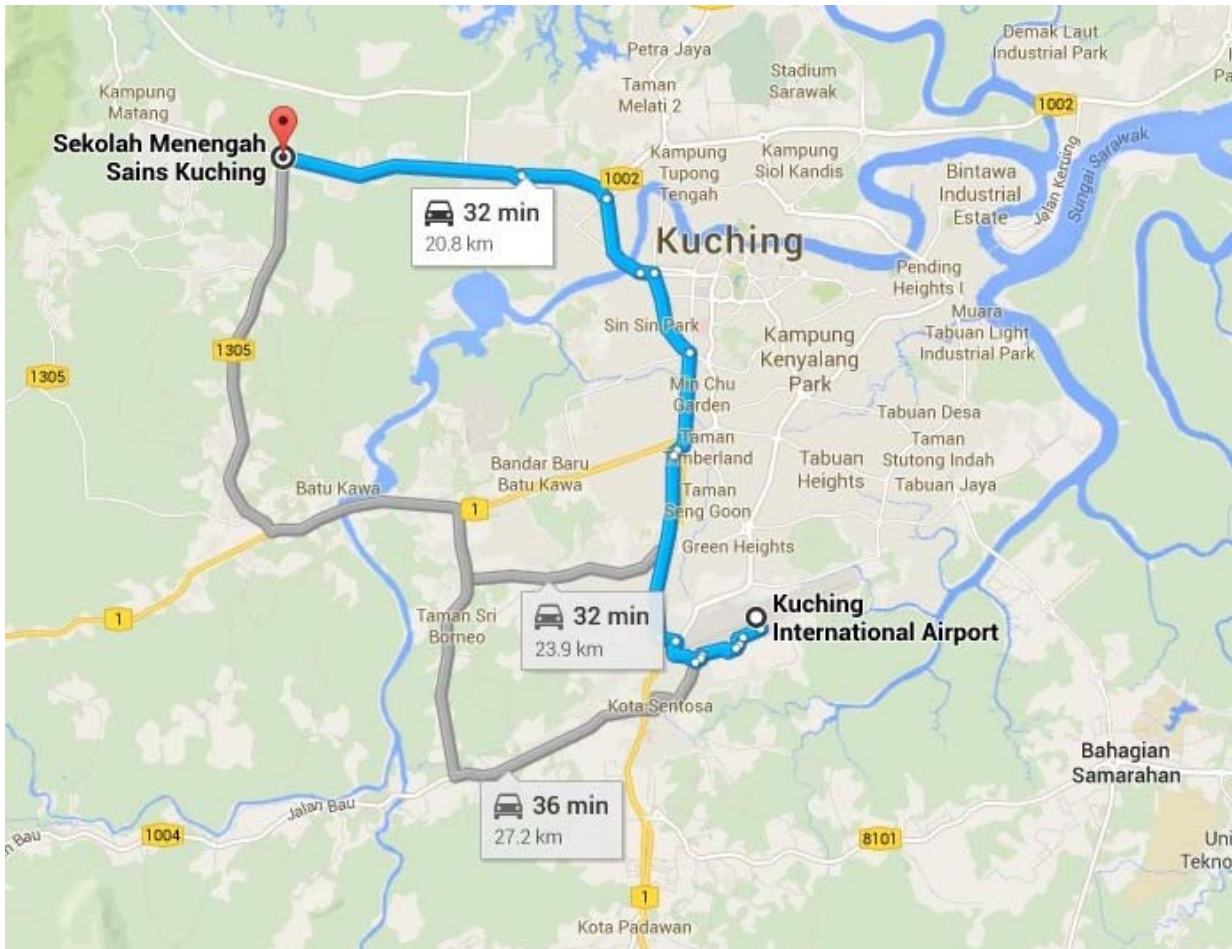 Demak Laut
Industrial Park
Petra Jaya
Stadium
Sarawak
Taman
Melati 2
Kampung
Matang
1002
Sekolah Menengah
Sains Kuching
Kampung
Tupong
Tengah
Kampung
Siol Kandis
Bintawa
Industrial
Estate
Jalan Keruing
Sungai Sarawak
1002
32 min
20.8 km
Kuching
Pending
Heights I
Muara
Tabuan Light
Industrial Park
Sin Sin Park
Kampung
Kenyalang
Park
1305
1305
Min Chu
Garden
Tabuan Desa
Taman
Stutong Indah
Tabuan Jaya
Taman
Timberland
Tabuan
Heights
Bandar Baru
Batu Kawa
Batu Kawa
1
Taman
Seng Goon
Green Heights
1
Taman Sri
Borneo
32 min
23.9 km
Kuching
International Airport
Kota Sentosa
Bahagian
Samarahan
36 min
27.2 km
Jalan Bau
1004
Bau
8101
Uni
Tekno
1
Kota Padawan